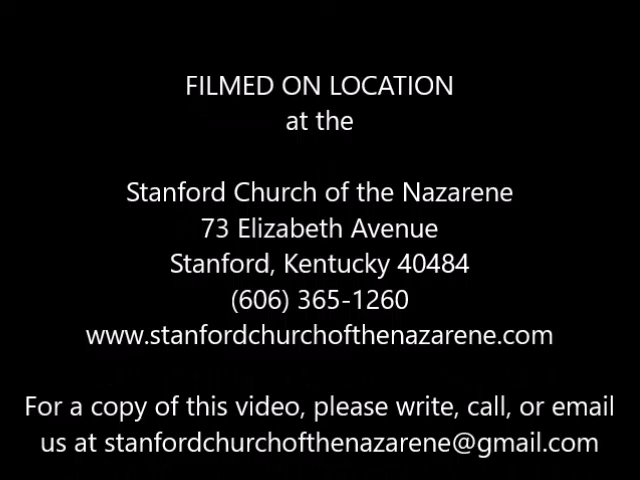 FILMED ON LOCATION
at the
Stanford Church of the Nazarene
73 Elizabeth Avenue
Stanford, Kentucky 40484
(606) 365-1260
www.stanfordchurchofthenazarene.com
For a copy of this video, please write, call, or email
us at stanfordchurchofthenazarene@gmail.com